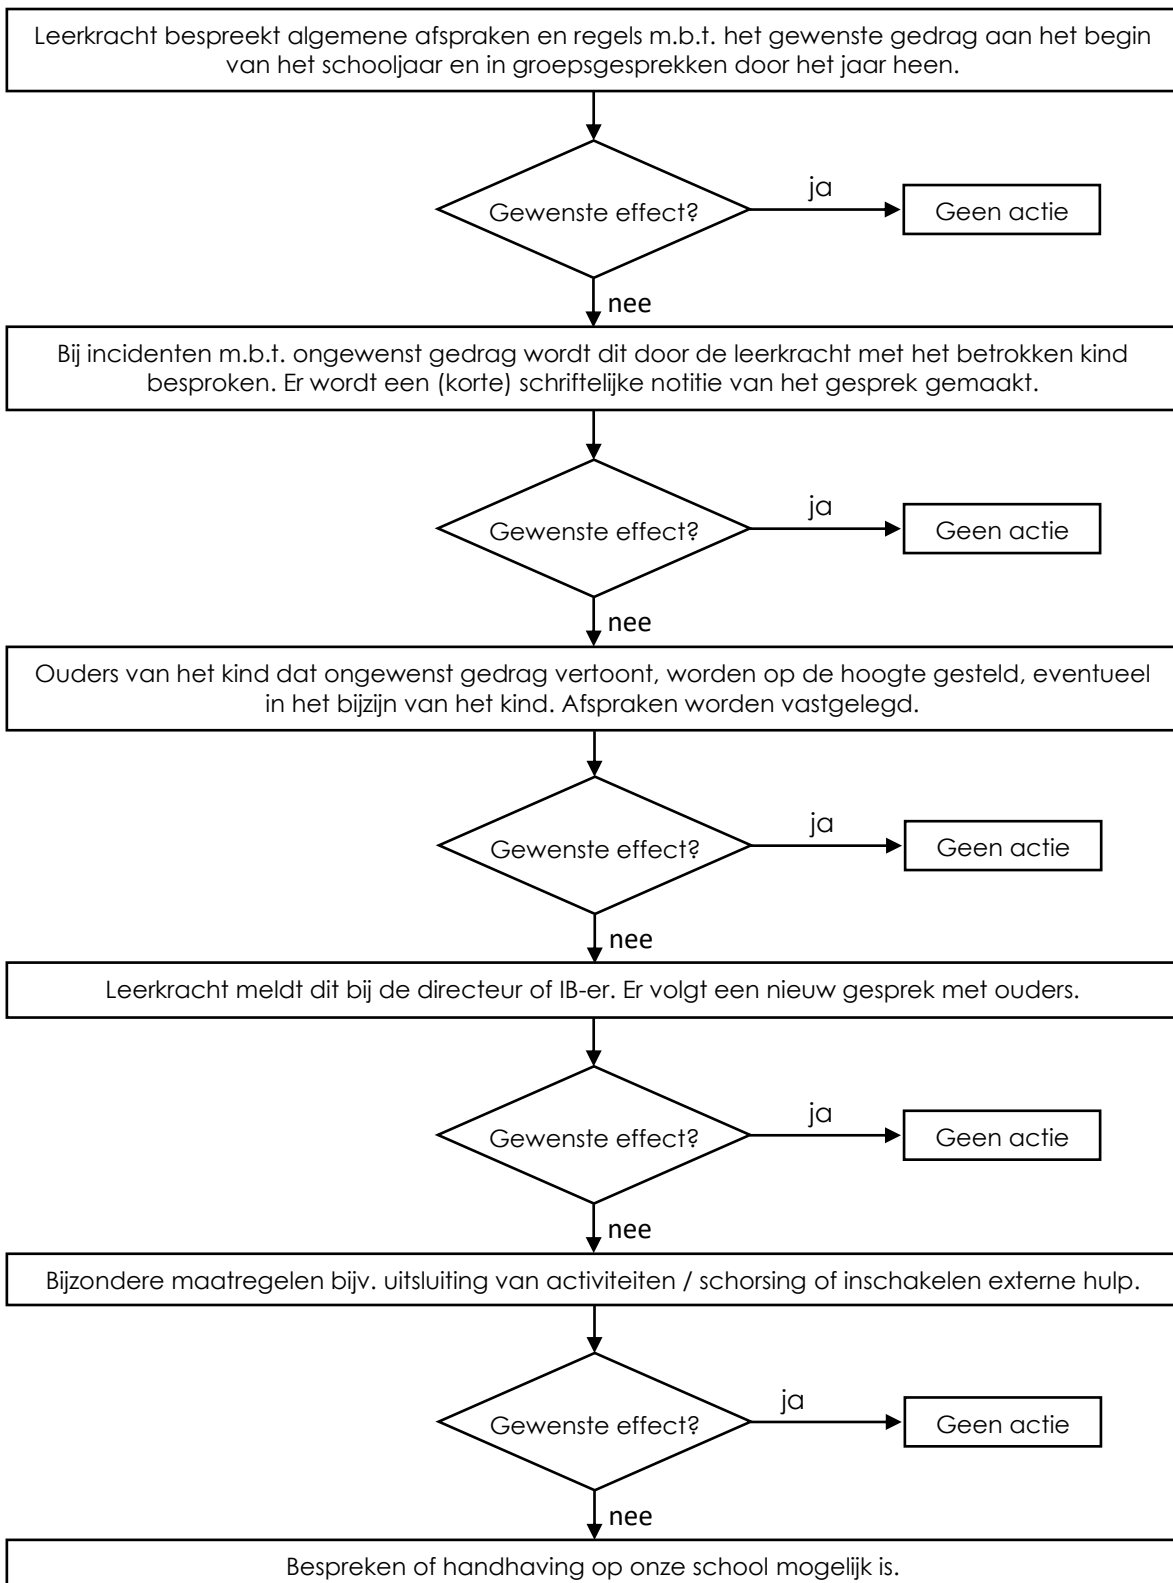 Leerkracht bespreekt algemene afspraken en regels m.b.t. het gewenste gedrag aan het begin
van het schooljaar en in groepsgesprekken door het jaar heen.
Gewenste effect?
ja
Geen actie
nee
Bij incidenten m.b.t. ongewenst gedrag wordt dit door de leerkracht met het betrokken kind
besproken. Er wordt een (korte) schriftelijke notitie van het gesprek gemaakt.
Gewenste effect?
ja
Geen actie
nee
Ouders van het kind dat ongewenst gedrag vertoont, worden op de hoogte gesteld, eventueel
in het bijzijn van het kind. Afspraken worden vastgelegd.
Gewenste effect?
ja
Geen actie
nee
Leerkracht meldt dit bij de directeur of IB-er. Er volgt een nieuw gesprek met ouders.
Gewenste effect?
ja
Geen actie
nee
Bijzondere maatregelen bijv. uitsluiting van activiteiten / schorsing of inschakelen externe hulp.
Gewenste effect?
ja
Geen actie
nee
Bespreken of handhaving op onze school mogelijk is.